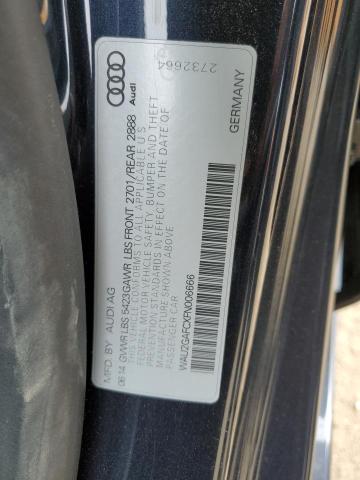 Audi
2732664
GERMANY
MFD BY AUDI AG
06.14 GVWR LBS 5423 GAWR LBS FRONT 2701/REAR 2888
THIS VEHICLE CONFORMS TO ALL APPLICABLE U S
FEDERAL MOTOR VEHICLE SAFETY, BUMPER AND THEFT
PREVENTION STANDARDS IN EFFECT ON THE DATE OF
MANUFACTURE SHOWN ABOVE
PASSENGER CAR
WAU2GAFCXFN006666